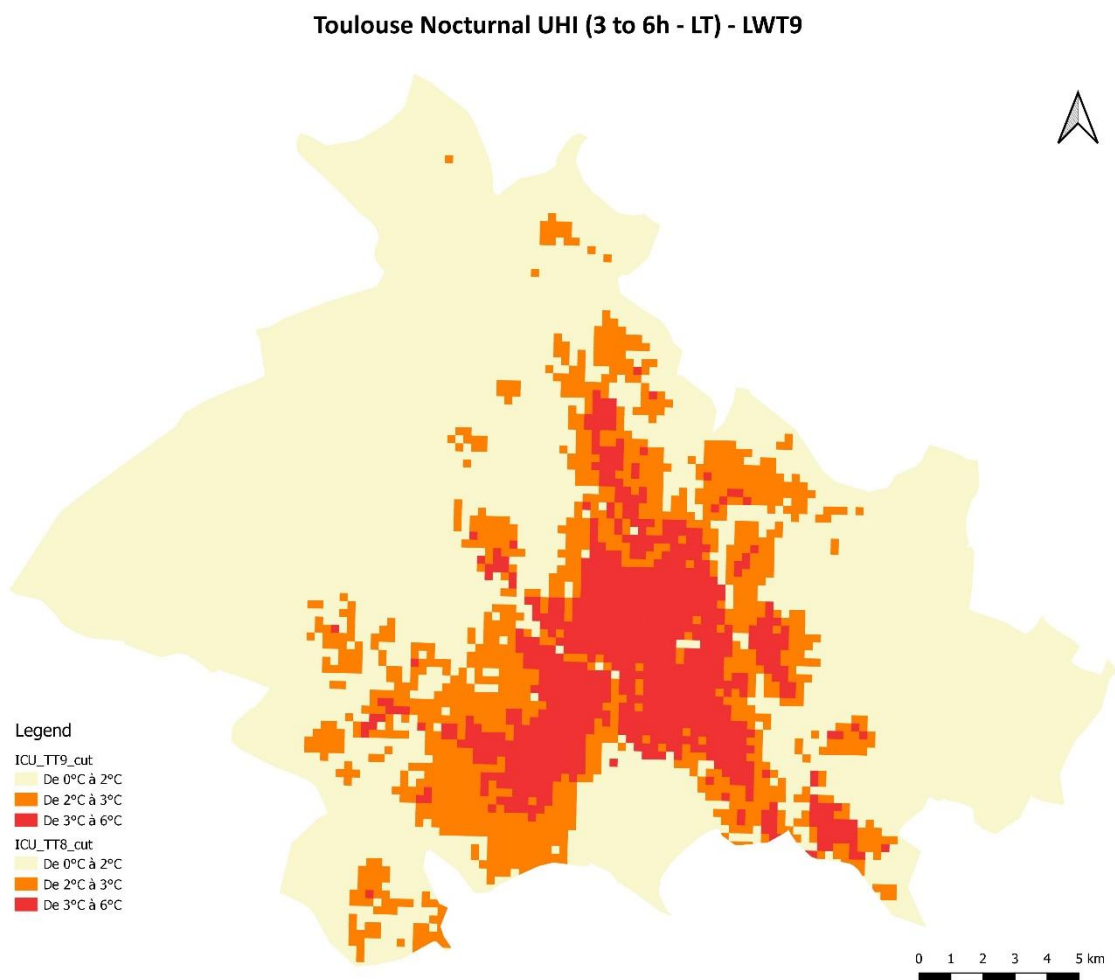 Toulouse Nocturnal UHI (3 to 6h - LT) - LWT9
Legend
ICU_TT9_cut
De 0°C à 2°C
De 2°C à 3°C
De 3°C à 6°C
ICU_TT8_cut
De 0°C à 2°C
De 2°C à 3°C
De 3°C à 6°C
0 1 2 3 4 5 km